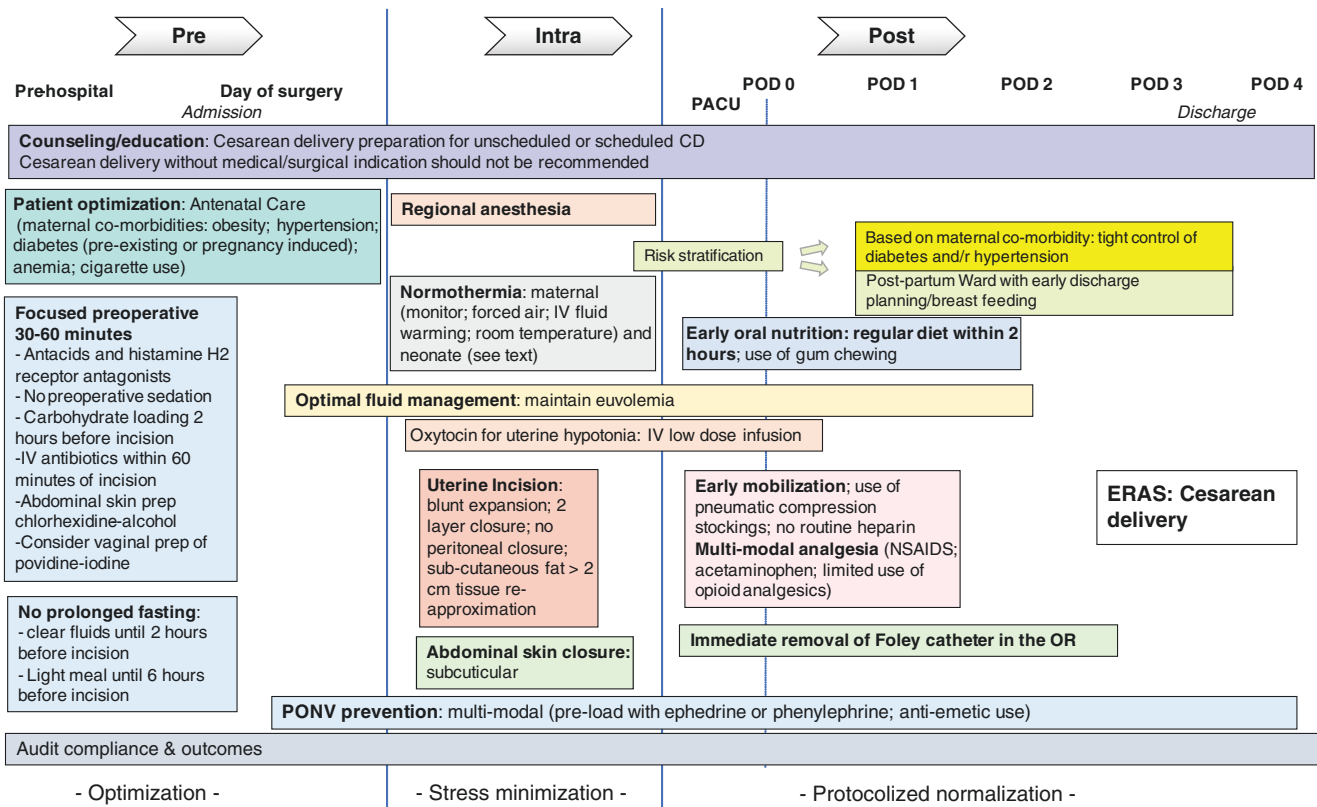 Pre
Intra
Post
Pre-hospital
Day of surgery
Admission
PACU
POD 0
POD 1
POD 2
POD 3
POD 4
Discharge
Counseling/education: Cesarean delivery preparation for unscheduled or scheduled CD
Cesarean delivery without medical/surgical indication should not be recommended
Patient optimization: Antenatal Care
(maternal co-morbidities: obesity; hypertension;
diabetes (pre-existing or pregnancy induced);
anemia; cigarette use)
Regional anesthesia
Risk stratification
Based on maternal co-morbidity: tight control of
diabetes and/r hypertension
Post-partum Ward with early discharge
planning/breast feeding
Focused preoperative
30-60 minutes
- Antacids and histamine H2
receptor antagonists
- No preoperative sedation
- Carbohydrate loading 2
hours before incision
-IV antibiotics within 60
minutes of incision
-Abdominal skin prep
chlorhexidine-alcohol
-Consider vaginal prep of
povidine-iodine
Normothermia: maternal
(monitor; forced air; IV fluid
warming; room temperature) and
neonate (see text)
Early oral nutrition: regular diet within 2
hours; use of gum chewing
Optimal fluid management: maintain euvolemia
Oxytocin for uterine hypotonia: IV low dose infusion
Uterine Incision:
blunt expansion; 2
layer closure; no
peritoneal closure;
sub-cutaneous fat > 2
cm tissue re-
approximation
Early mobilization; use of
pneumatic compression
stockings; no routine heparin
Multi-modal analgesia (NSAIDS;
acetaminophen; limited use of
opioid analgesics)
ERAS: Cesarean
delivery
No prolonged fasting:
- clear fluids until 2 hours
before incision
- Light meal until 6 hours
before incision
Abdominal skin closure:
subcuticular
Immediate removal of Foley catheter in the OR
PONV prevention: multi-modal (pre-load with ephedrine or phenylephrine; anti-emetic use)
Audit compliance & outcomes
- Optimization -
- Stress minimization -
- Protocolized normalization -